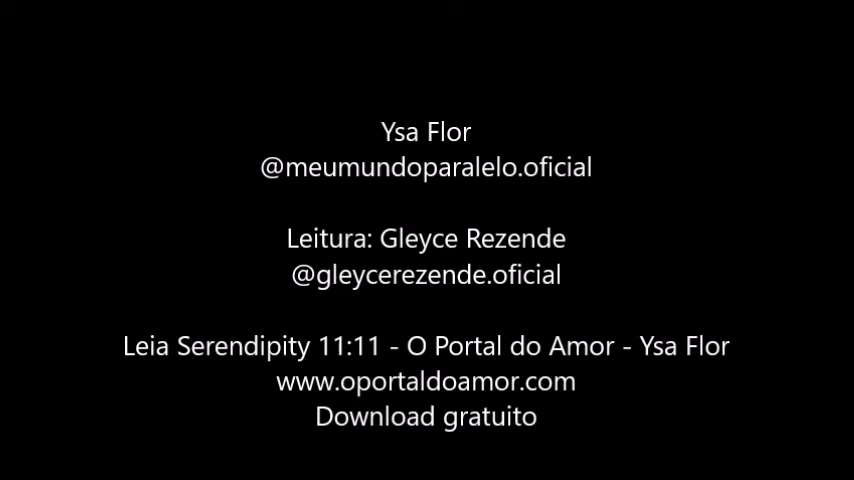 Ysa Flor
@meumundoparalelo.oficial
Leitura: Gleyce Rezende
@gleycerezende.oficial
Leia Serendipity 11:11 - O Portal do Amor - Ysa Flor
www.oportaldoamor.com
Download gratuito